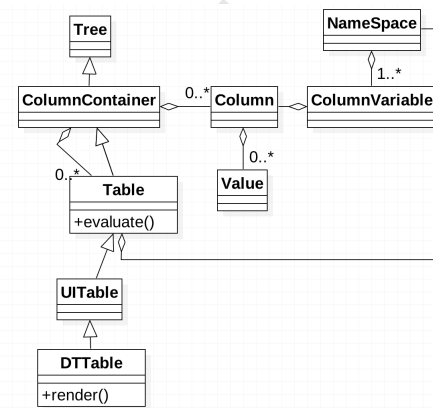 NameSpace
Tree
1..*
ColumnContainer
0..*
Column
ColumnVariable
0..*
0..*
Table
Value
+evaluate()
UITable
DTTable
+render()